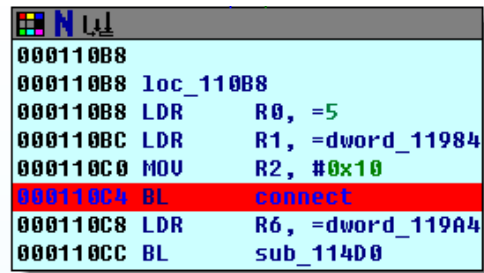 N
000110B8
000110B8 loc_110B8
000110B8 LDR R0, =5
000110BC LDR R1, =dword_11984
000110C0 MOV R2, #0x10
000110C4 BL connect
000110C8 LDR R6, =dword_119A4
000110CC BL sub_114D0